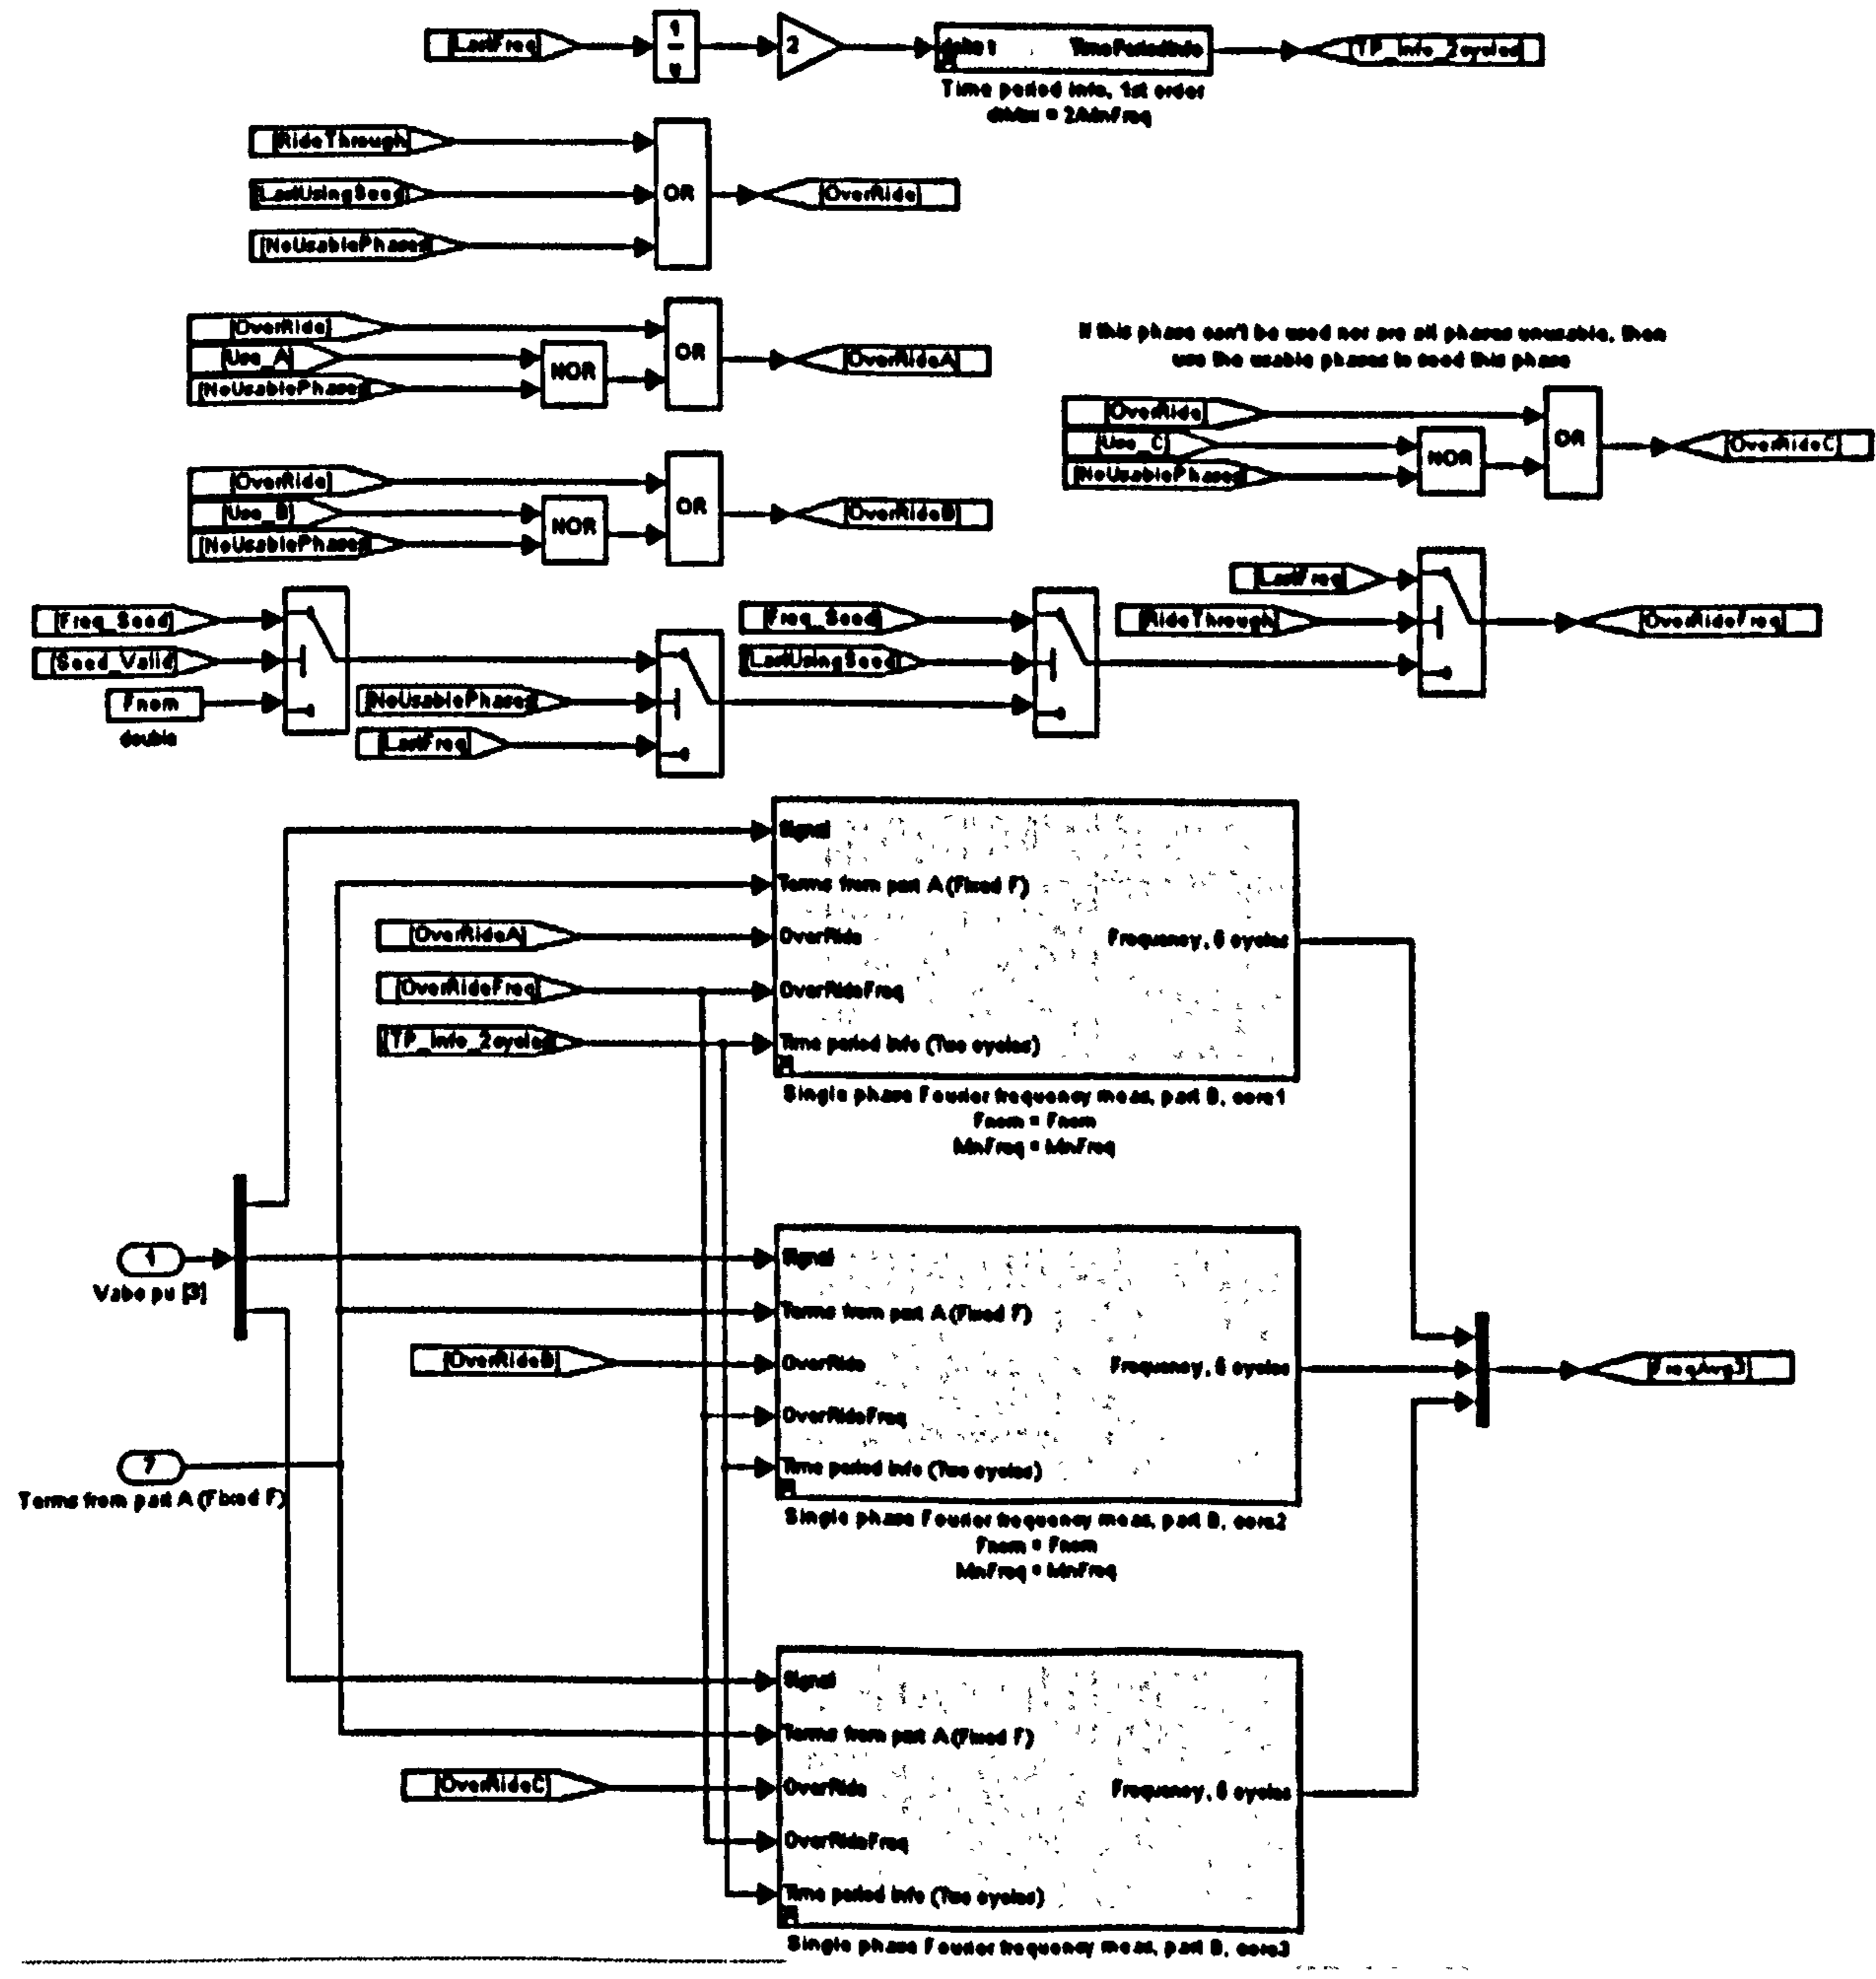 [LastFreq]
1
u
2
delta t
TimePeriodInfo
TP_Info_2cycles
Time period info, 1st order
dtMax = 2/MinFreq
[RideThrough]
[LastUsingSeed]
[NoUsablePhases
OR
[OverRide]
[OverRide]
[Use_A]
[NoUsablePhases
NOR
OR
[OverRideA]
If this phase can't be used nor are all phases unusable, then
use the usable phases to seed this phase
[OverRide]
[Use_C]
[NoUsablePhases
NOR
OR
[OverRideC]
[OverRide]
[Use_B]
[NoUsablePhases
NOR
OR
[OverRideB]
[Freq_Seed]
[Seed_Valid]
Fnom
double
[NoUsablePhases
[LastFreq]
[Freq_Seed]
[LastUsingSeed]
[LastFreq]
[RideThrough]
[OverRideFreq]
Signal
Terms from part A (Fixed F)
[OverRideA]
OverRide
Frequency, 5 cycles
[OverRideFreq]
OverRideFreq
[TP_Info_2cycles
Time period info (Two cycles)
Single phase Fourier frequency meas, part B, core1
Fnom = Fnom
MinFreq = MinFreq
1
Vabc pu [3]
Signal
Terms from part A (Fixed F)
[OverRideB]
OverRide
Frequency, 5 cycles
[FreqAvg3]
OverRideFreq
Time period info (Two cycles)
Terms from part A (Fixed F)
Single phase Fourier frequency meas, part B, core2
Fnom = Fnom
MinFreq = MinFreq
Signal
Terms from part A (Fixed F)
[OverRideC]
OverRide
Frequency, 5 cycles
OverRideFreq
Time period info (Two cycles)
Single phase Fourier frequency meas, part B, core3